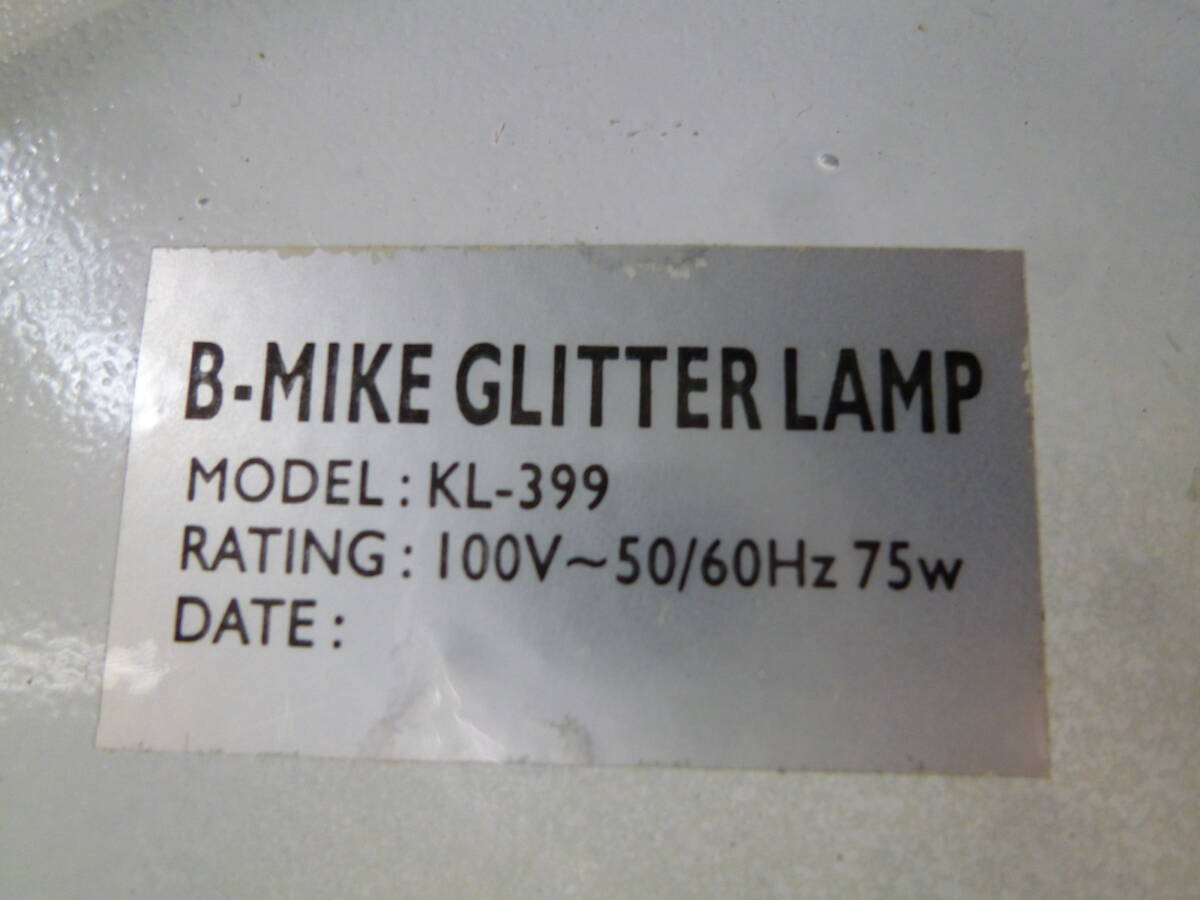 B-MIKE GLITTER LAMP
MODEL : KL-399
RATING : 100V~50/60Hz 75w
DATE :